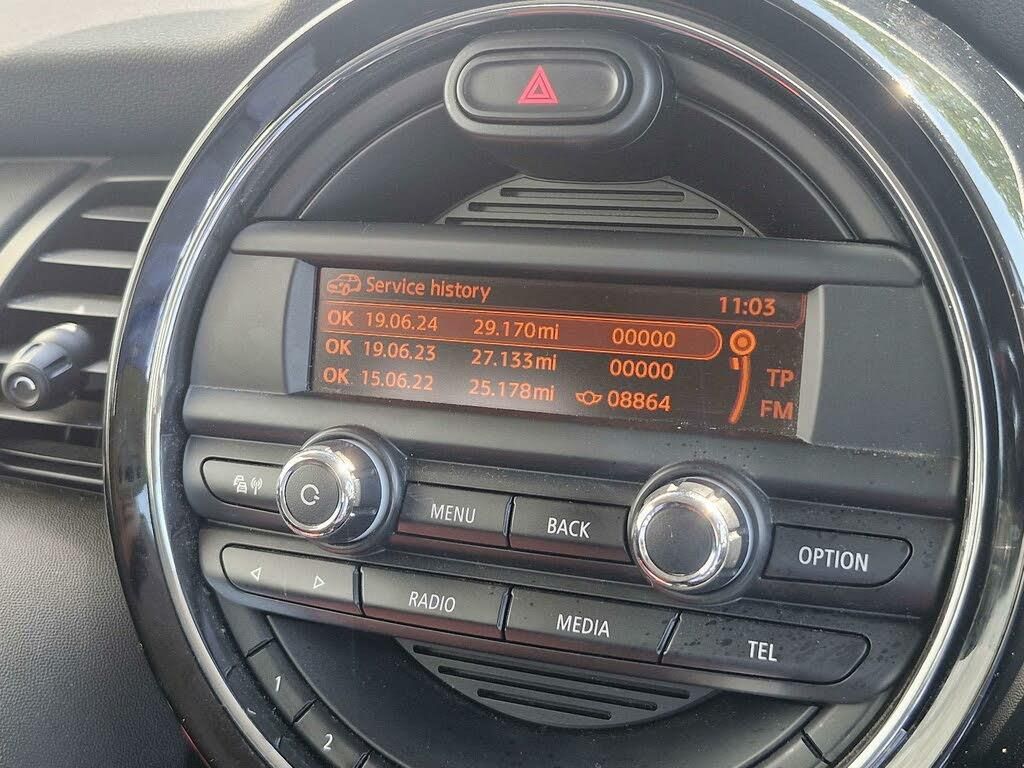 Service history 11:03
OK 19.06.24 29.170mi 00000
OK 19.06.23 27.133mi 00000
OK 15.06.22 25.178mi 08864
TP
FM
MENU
BACK
OPTION
RADIO
MEDIA
TEL
1
2